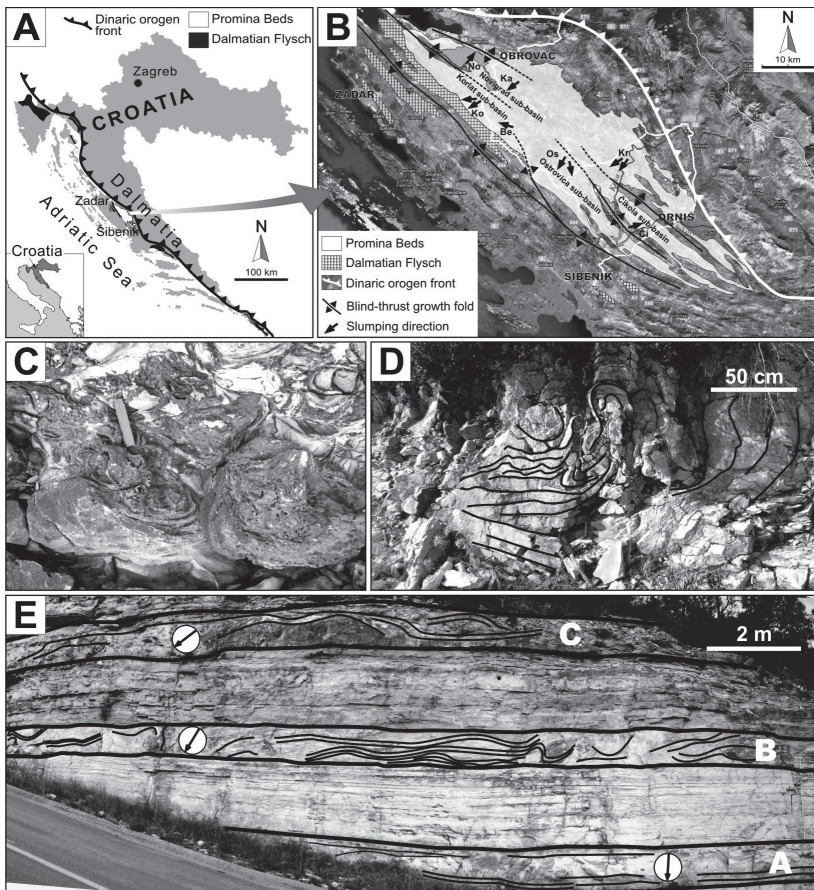 A
Dinaric orogen
front
Promina Beds
Dalmatian Flysch
Zagreb
CROATIA
Dalmatia
Zadar
Šibenik
Adriatic Sea
N
100 km
Croatia
B
N
10 km
OBROVAC
No
Ka
Novigrad sub-basin
ZADAR
Korlat sub-basin
Ko
Be
Os
Kr
Ostrovica sub-basin
Čikola sub-basin
DRNIŠ
Či
ŠIBENIK
Promina Beds
Dalmatian Flysch
Dinaric orogen front
Blind-thrust growth fold
Slumping direction
C
D
50 cm
E
C
2 m
B
A